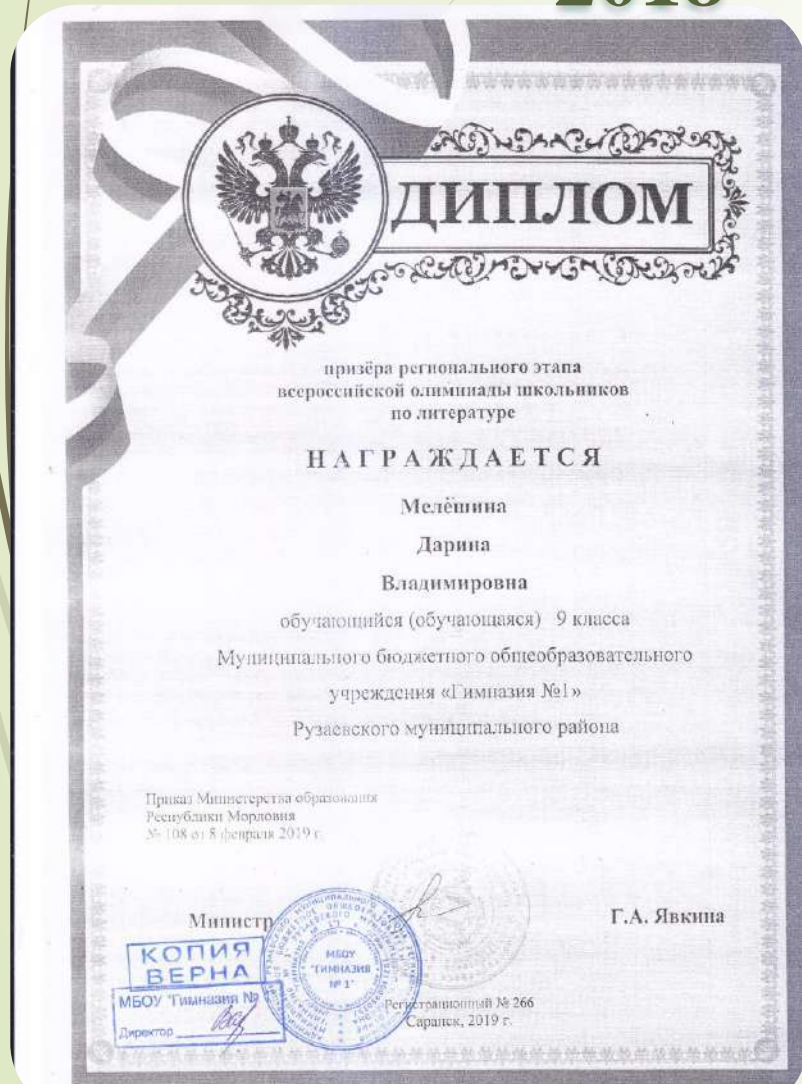 ДИПЛОМ
призёра регионального этапа
всероссийской олимпиады школьников
по литературе
НАГРАЖДАЕТСЯ
Мелёшина
Дарина
Владимировна
обучающийся (обучающаяся) 9 класса
Муниципального бюджетного общеобразовательного
учреждения «Гимназия №1»
Рузаевского муниципального района
Приказ Министерства образования
Республики Мордовия
№ 108 от 8 февраля 2019 г.
Министр
Г.А. Явкина
КОПИЯ
ВЕРНА
МБОУ "Гимназия №
Директор
МБОУ
"ГИМНАЗИЯ
№ 1"
Регистрационный № 266
Саранск, 2019 г.